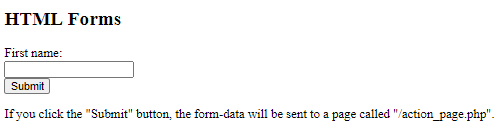 HTML Forms
First name:
Submit
If you click the "Submit" button, the form-data will be sent to a page called "/action_page.php".